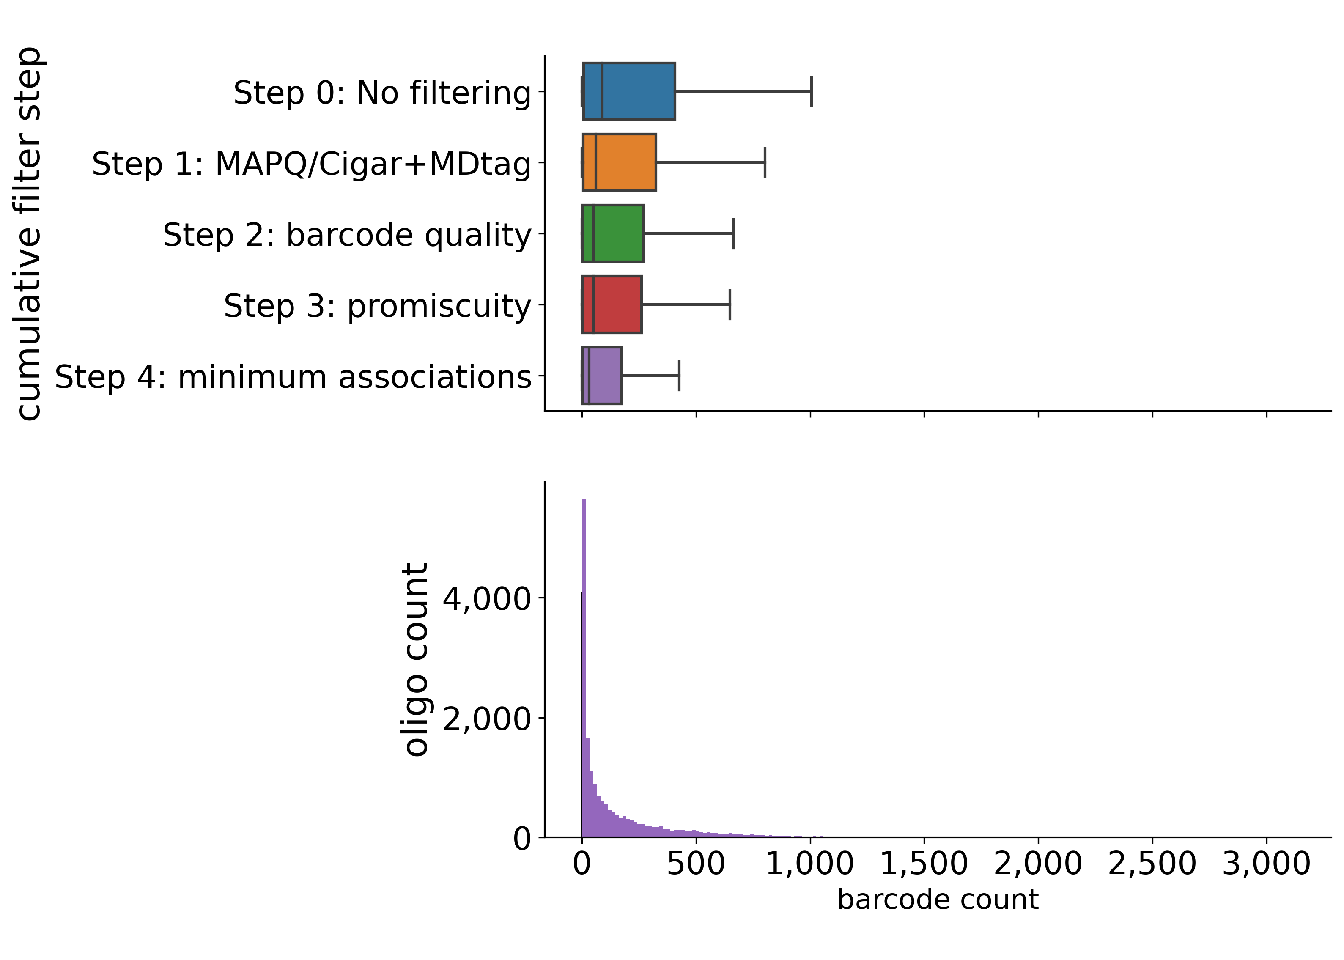 cumulative filter step
Step 0: No filtering
Step 1: MAPQ/Cigar+MDtag
Step 2: barcode quality
Step 3: promiscuity
Step 4: minimum associations
oligo count
4,000
2,000
0
0 500 1,000 1,500 2,000 2,500 3,000
barcode count